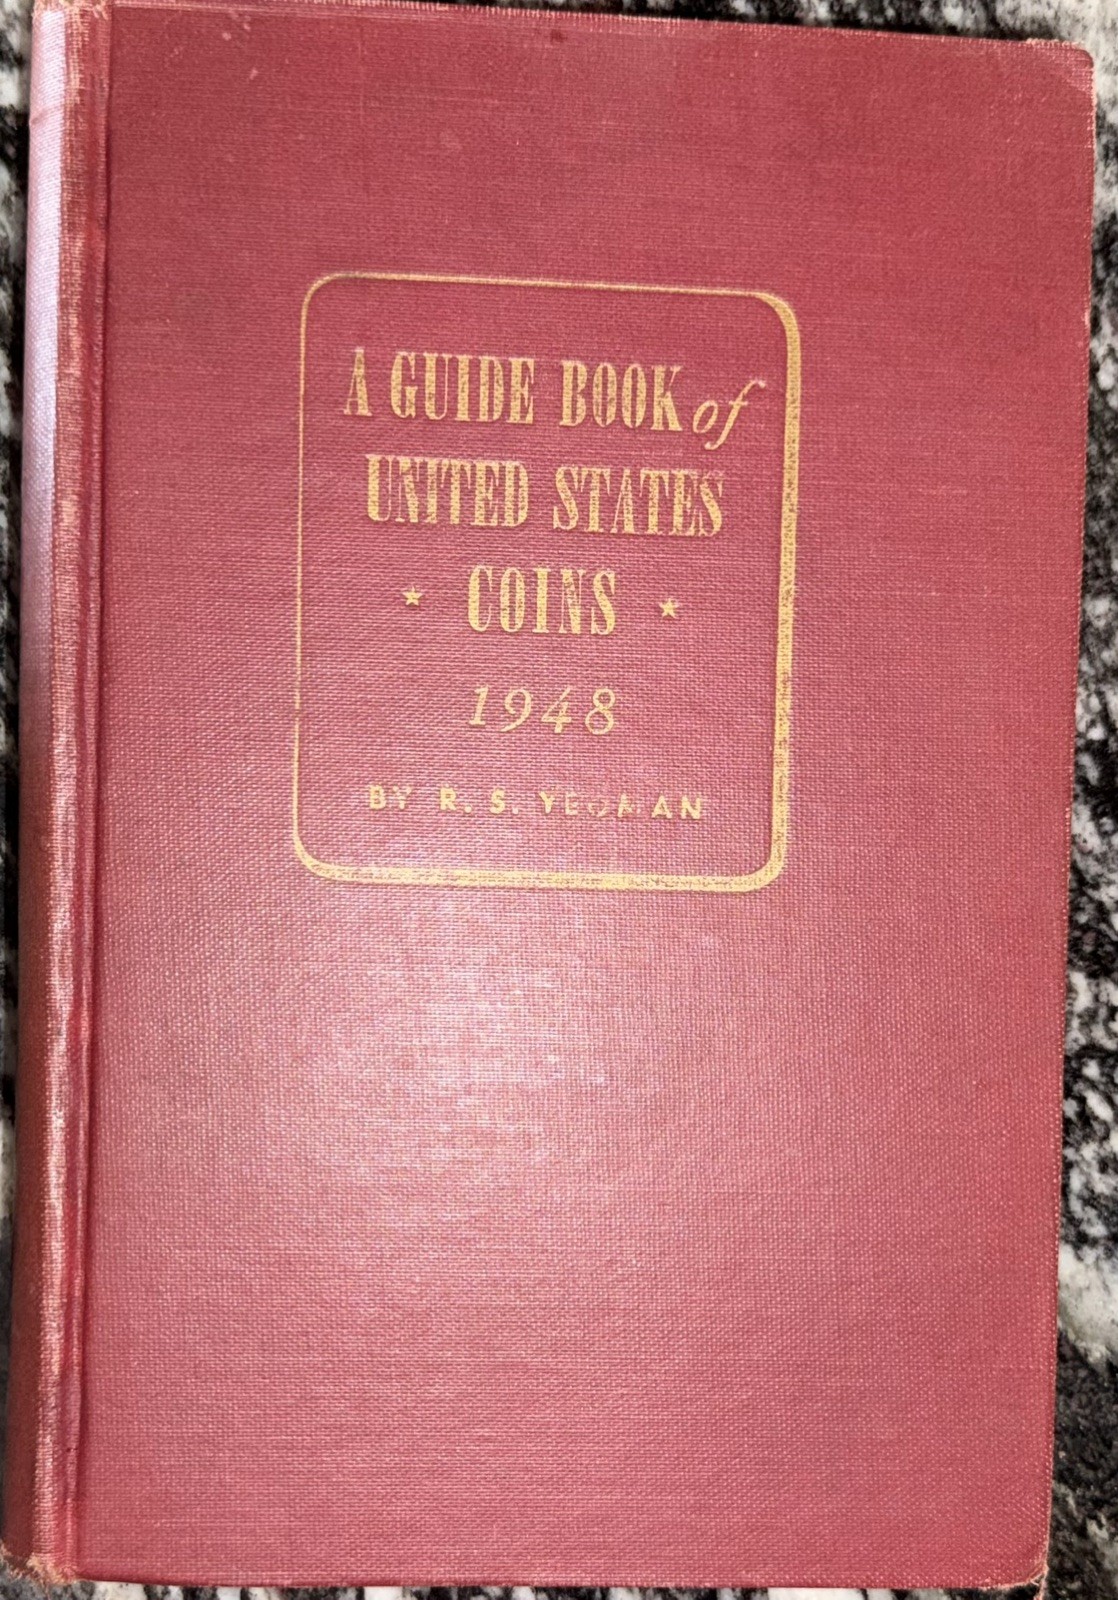 A GUIDE BOOK of
UNITED STATES
★ COINS ★
1948
BY R. S. YEOMAN